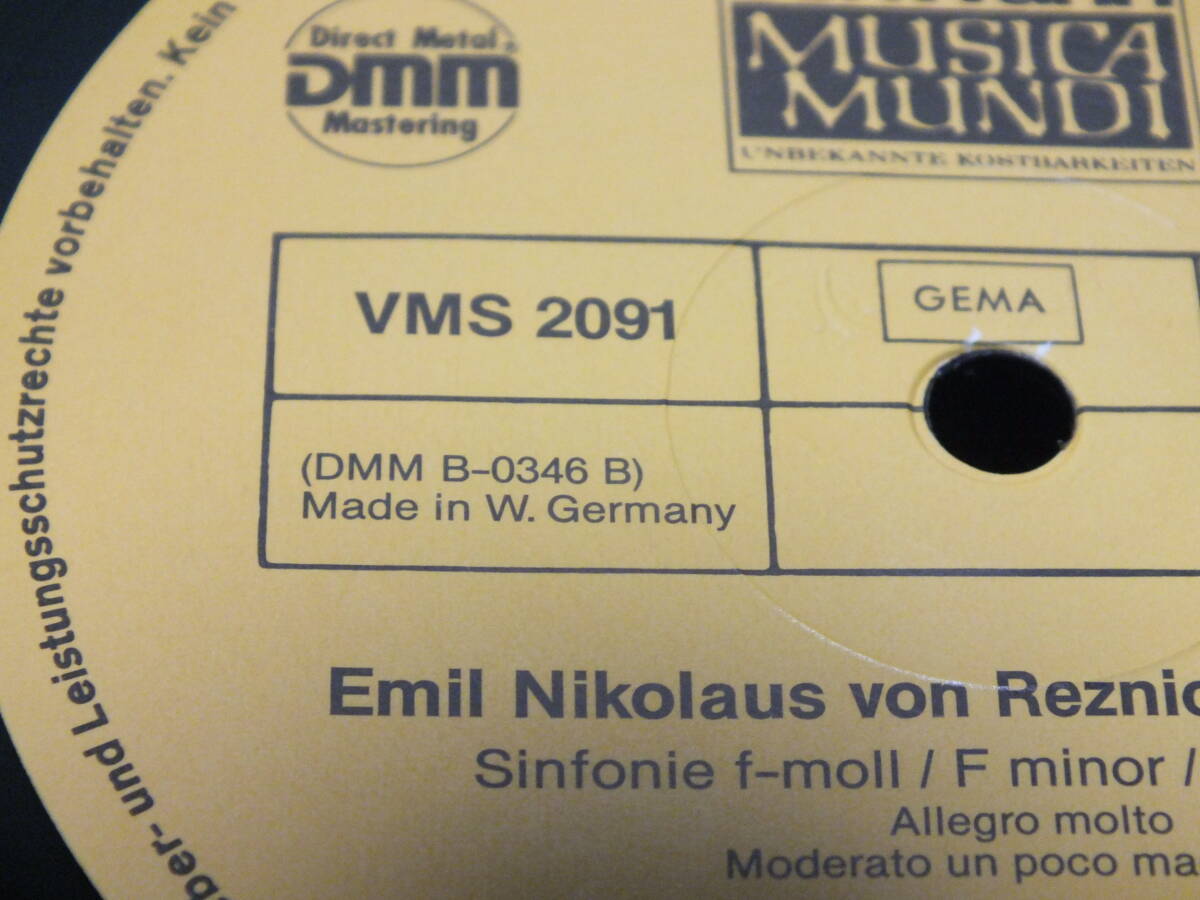 Direct Metal
DMM
Mastering
MUSICA
MUNDI
UNBEKANNTE KOSTBARKEITEN
VMS 2091
GEMA
(DMM B-0346 B)
Made in W. Germany
Emil Nikolaus von Reznic
Sinfonie f-moll / F minor /
Allegro molto
Moderato un poco ma
ber- und Leistungsschutzrechte vorbehalten. Kein